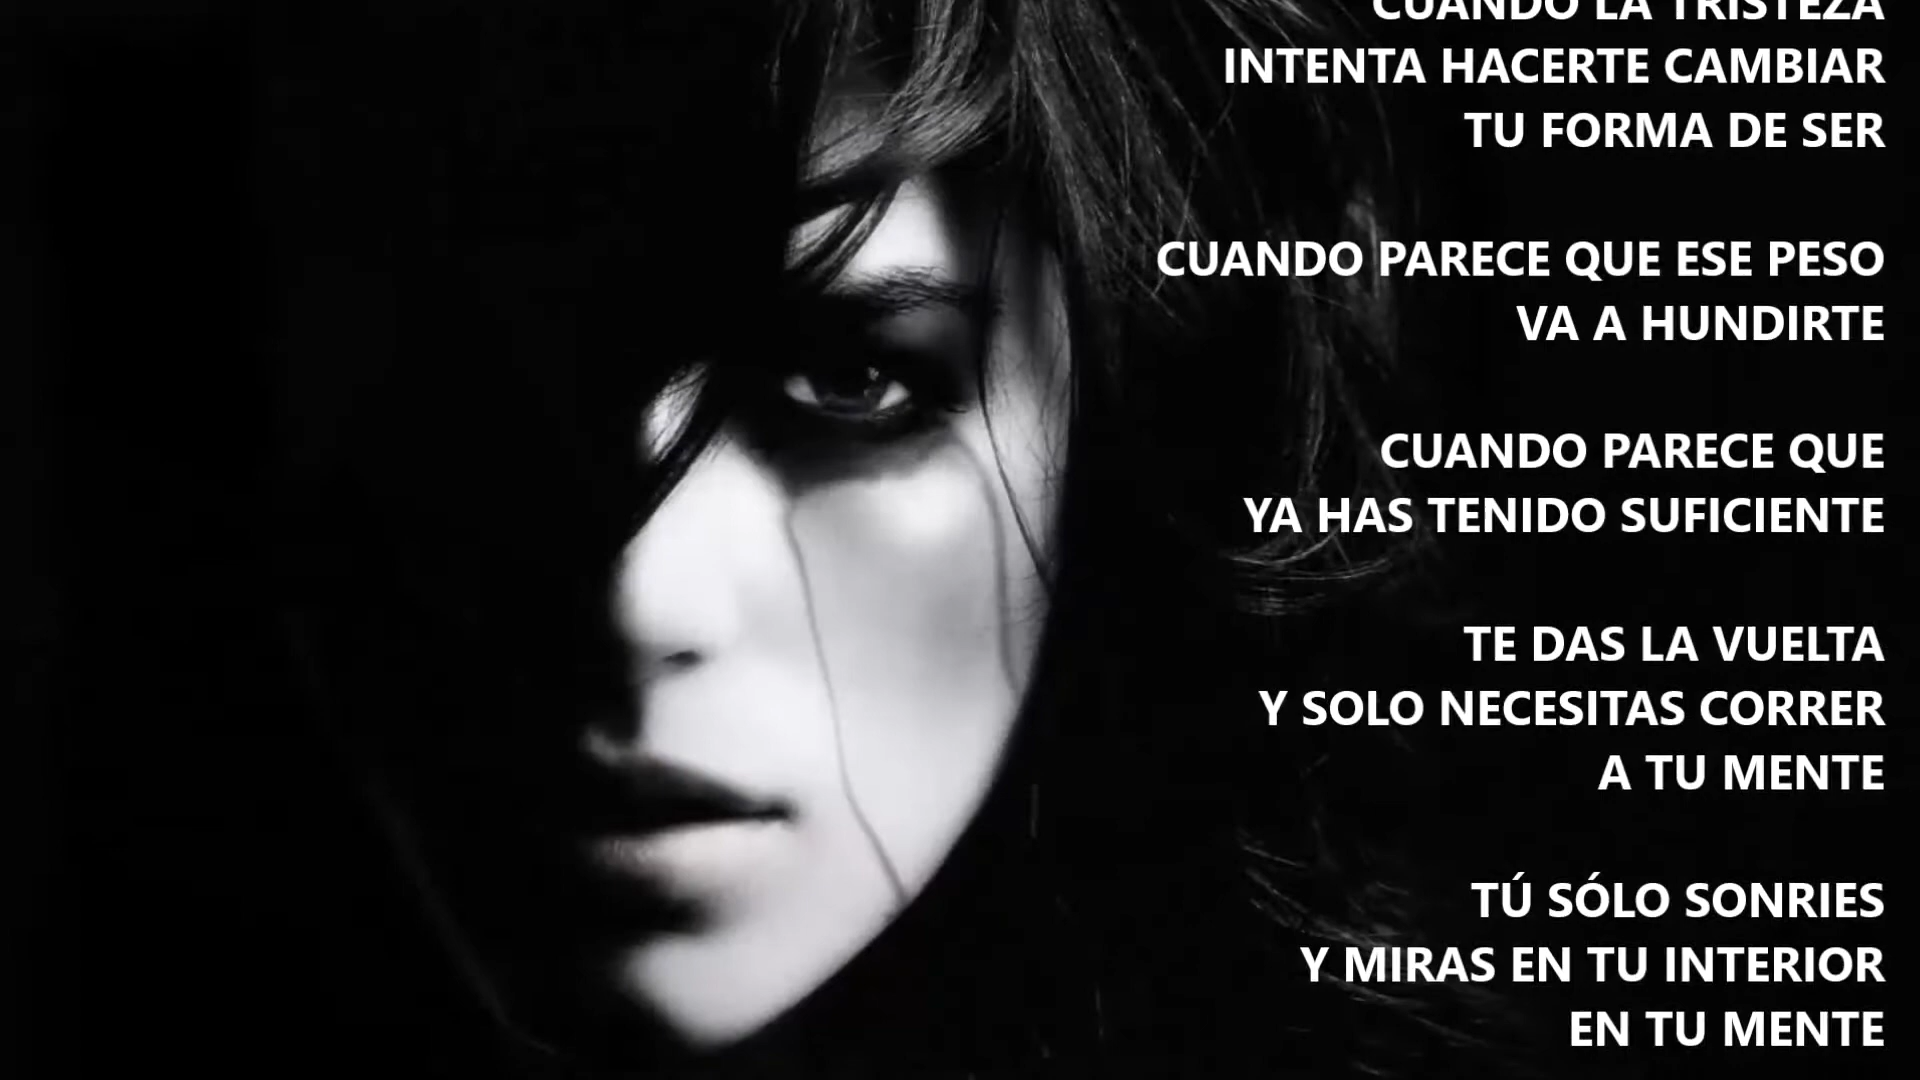 CUANDO LA TRISTEZA
INTENTA HACERTE CAMBIAR
TU FORMA DE SER
CUANDO PARECE QUE ESE PESO
VA A HUNDIRTE
CUANDO PARECE QUE
YA HAS TENIDO SUFICIENTE
TE DAS LA VUELTA
Y SOLO NECESITAS CORRER
A TU MENTE
TÚ SÓLO SONRIES
Y MIRAS EN TU INTERIOR
EN TU MENTE